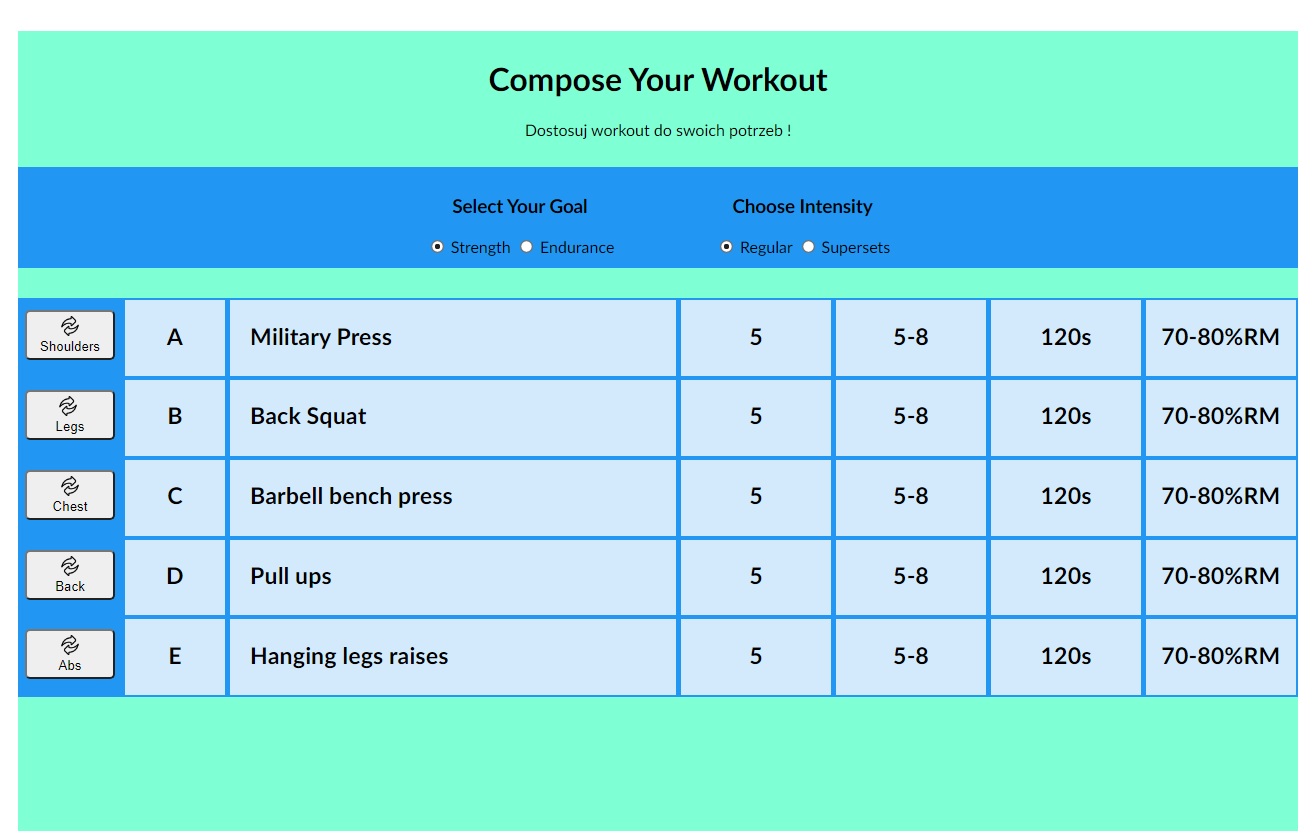 Compose Your Workout
Dostosuj workout do swoich potrzeb !
Select Your Goal Choose Intensity
Strength Endurance Regular Supersets
Shoulders A Military Press 5 5-8 120s 70-80%RM
Legs B Back Squat 5 5-8 120s 70-80%RM
Chest C Barbell bench press 5 5-8 120s 70-80%RM
Back D Pull ups 5 5-8 120s 70-80%RM
Abs E Hanging legs raises 5 5-8 120s 70-80%RM